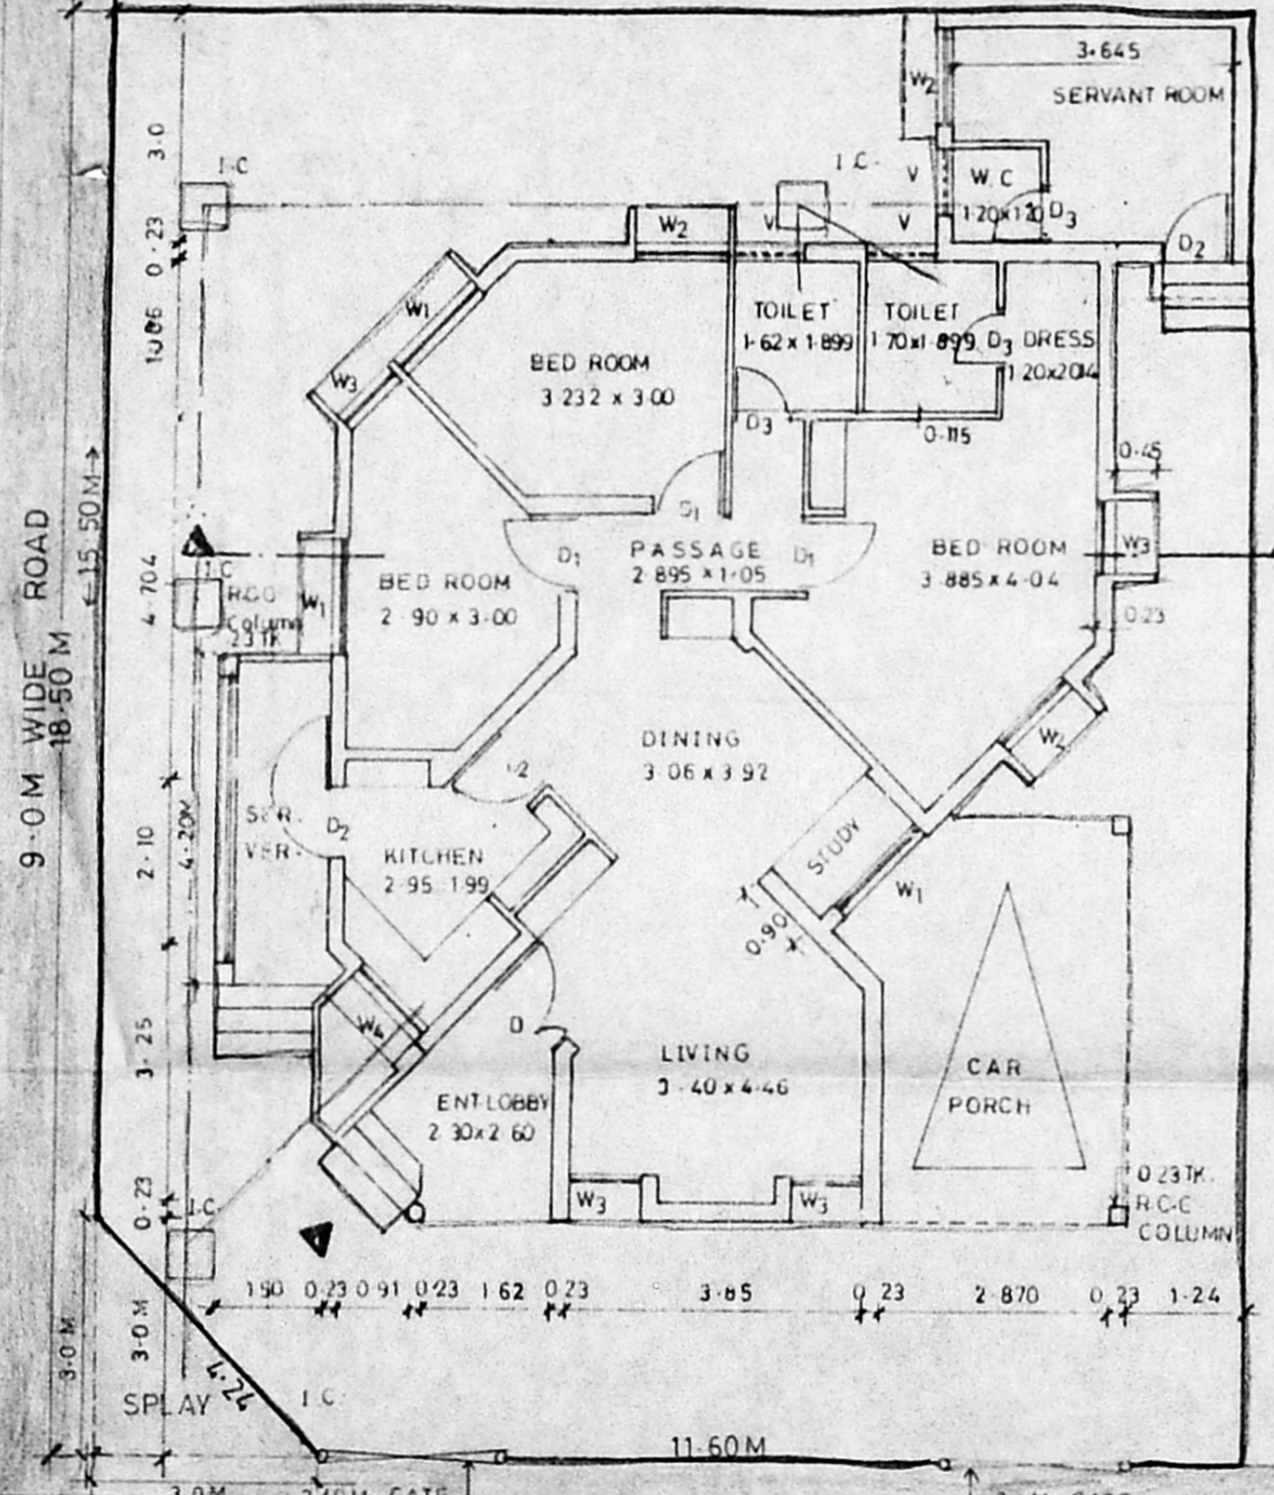 3.645
SERVANT ROOM
W2
3.0
I.C
I.C.
V
W.C
1.20x1.20
D3
V
V
W2
0.23
D2
W1
TOILET
1.62 x 1.899
TOILET
1.70x1.899
D3
DRESS
1.20x2.014
BED ROOM
3.232 x 3.00
W3
D3
0.115
0.45
15.50M
9.0M WIDE ROAD
18.50 M
D1
PASSAGE
2.895 x 1.05
D1
D1
BED ROOM
3.885 x 4.04
W3
I.C
4.704
W1
BED ROOM
2.90 x 3.00
Column
.23 TK
0.23
DINING
3.06 x 3.92
W2
SER.
VER.
D2
2.10
4.20M
KITCHEN
2.95 1.99
STUDY
W1
0.90
W4
D
3.25
LIVING
3.40 x 4.46
CAR
PORCH
ENT.LOBBY
2.30x2.60
0.23
I.C
W3
W3
0.23TK.
R.C.C
COLUMN
0.23
0.91
0.23
1.62
0.23
3.85
0.23
2.870
0.23
1.24
3.0 M
3.0 M
4.24
SPLAY
I.C.
11.60M